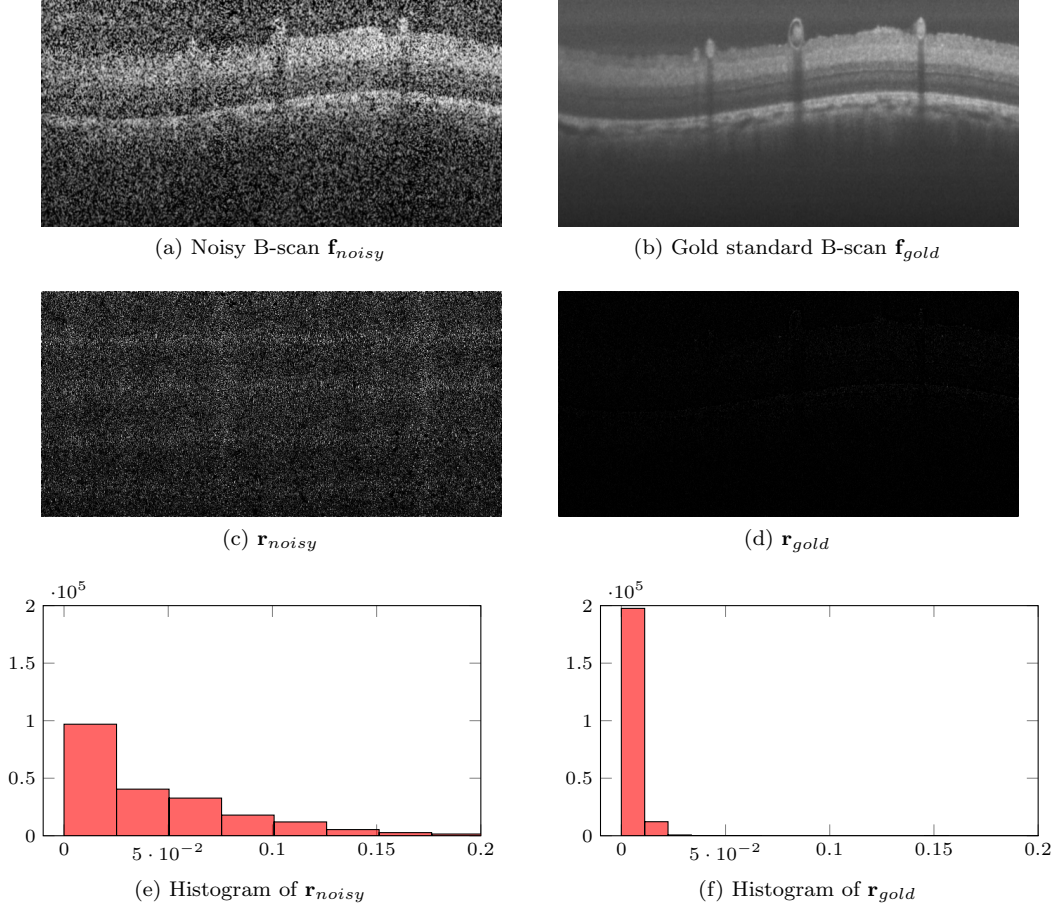 (a) Noisy B-scan f_noisy
(b) Gold standard B-scan f_gold
(c) r_noisy
(d) r_gold
·10^5
2
1.5
1
0.5
0
0
5 · 10^−2
0.1
0.15
0.2
(e) Histogram of r_noisy
·10^5
2
1.5
1
0.5
0
0
5 · 10^−2
0.1
0.15
0.2
(f) Histogram of r_gold